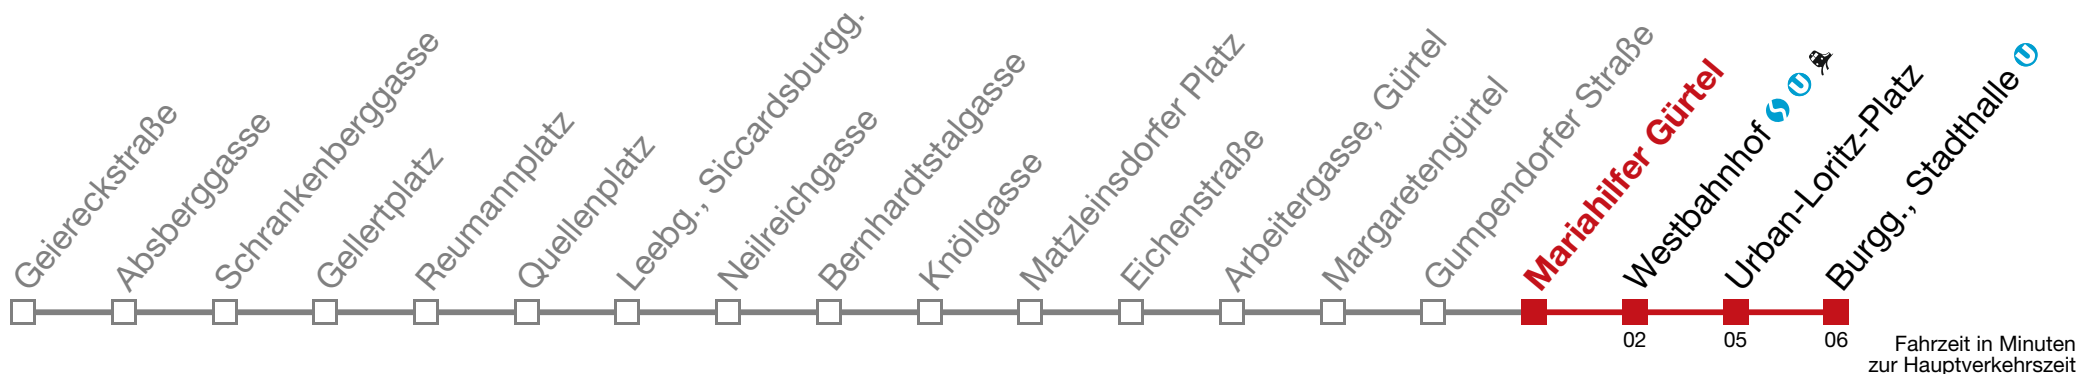 Geiereckstraße
Absberggasse
Schrankenberggasse
Gellertplatz
Reumannplatz
Quellenplatz
Leebg., Siccardsburgg.
Neilreichgasse
Bernhardtstalgasse
Knöllgasse
Matzleinsdorfer Platz
Eichenstraße
Arbeitergasse, Gürtel
Margaretengürtel
Gumpendorfer Straße
Mariahilfer Gürtel
Westbahnhof S U
Urban-Loritz-Platz
Burgg., Stadthalle U
02 05 06
Fahrzeit in Minuten
zur Hauptverkehrszeit